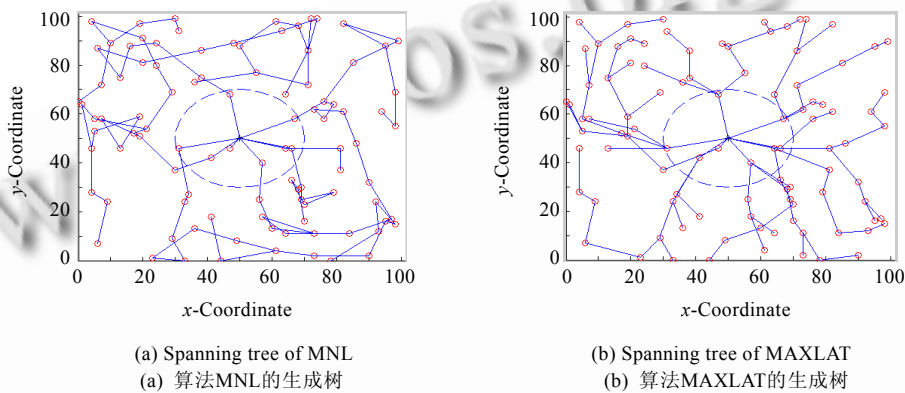 100
80
60
40
20
0
y-Coordinate
0 20 40 60 80 100
x-Coordinate
(a) Spanning tree of MNL
(a) 算法MNL的生成树
100
80
60
40
20
0
y-Coordinate
0 20 40 60 80 100
x-Coordinate
(b) Spanning tree of MAXLAT
(b) 算法MAXLAT的生成树